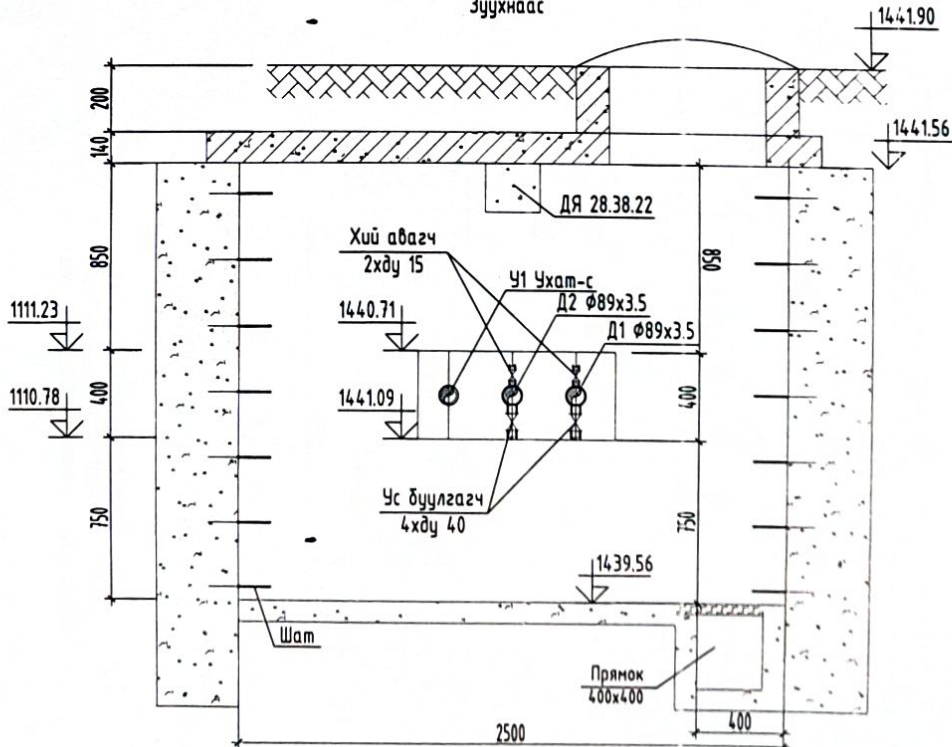 Зуухнаас
1441.90
200
140
1441.56
850
ДЯ 28.38.22
850
Хий авагч
2хду 15
У1 Ухат-с
Д2 Ф89х3.5
Д1 Ф89х3.5
1111.23
1440.71
400
1110.78
1441.09
400
Ус буулгагч
4хду 40
750
750
1439.56
Шат
Прямок
400х400
400
2500